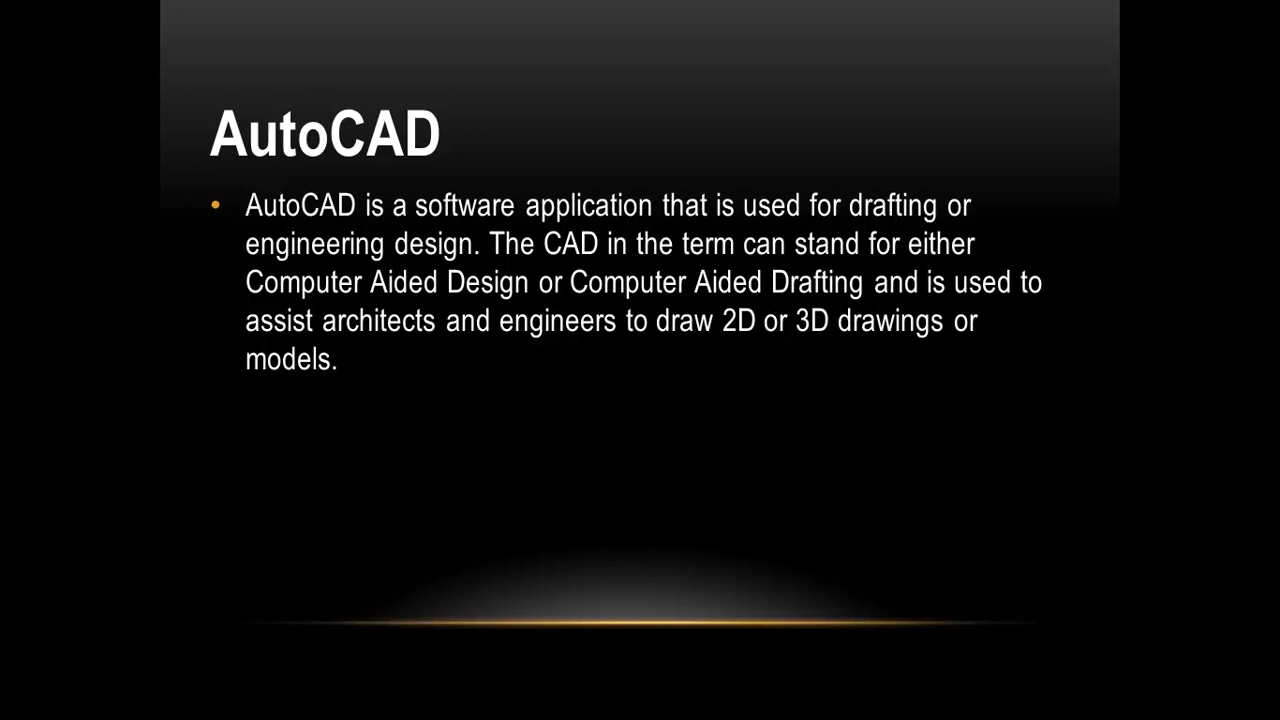 AutoCAD
• AutoCAD is a software application that is used for drafting or
engineering design. The CAD in the term can stand for either
Computer Aided Design or Computer Aided Drafting and is used to
assist architects and engineers to draw 2D or 3D drawings or
models.